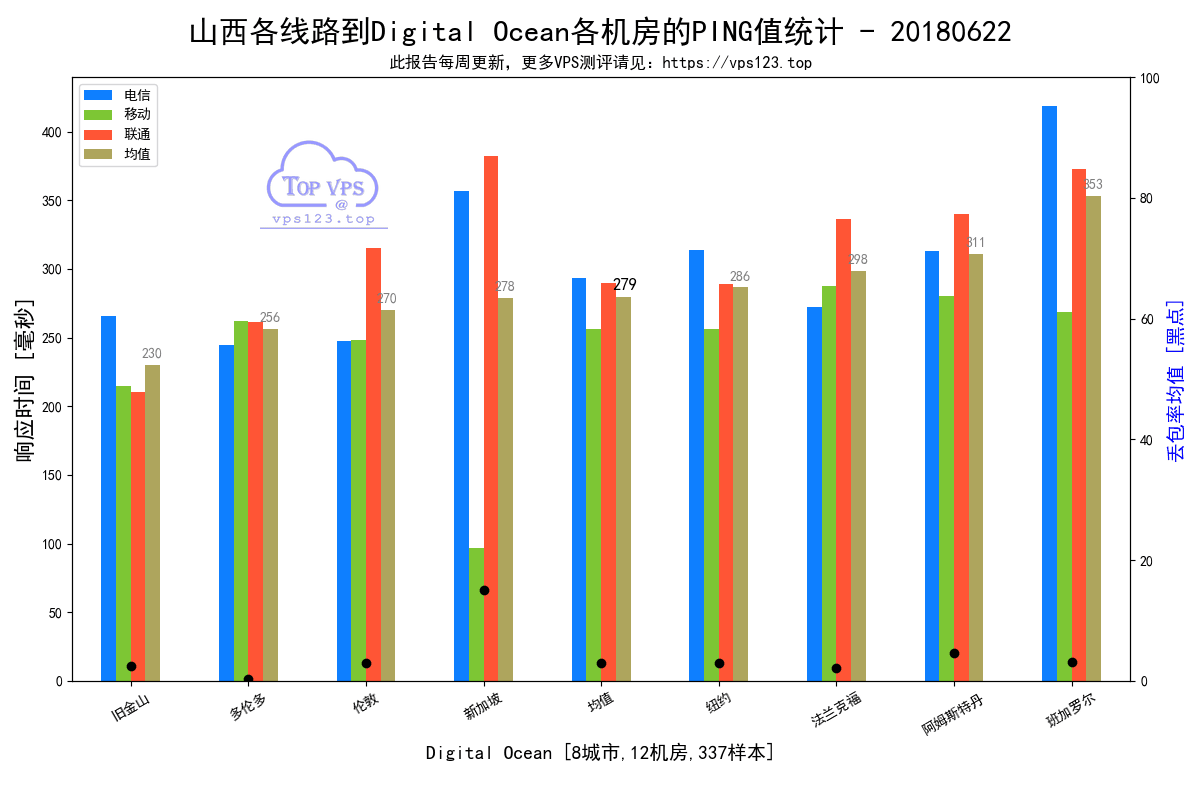 山西各线路到Digital Ocean各机房的PING值统计 - 20180622
此报告每周更新，更多VPS测评请见：https://vps123.top
电信
移动
联通
均值
TOP VPS
@
vps123.top
响应时间 [毫秒]
400
350
300
250
200
150
100
50
0
230
256
270
278
279
286
298
311
353
100
80
60
40
20
0
丢包率均值 [黑点]
旧金山
多伦多
伦敦
新加坡
均值
纽约
法兰克福
阿姆斯特丹
班加罗尔
Digital Ocean [8城市,12机房,337样本]